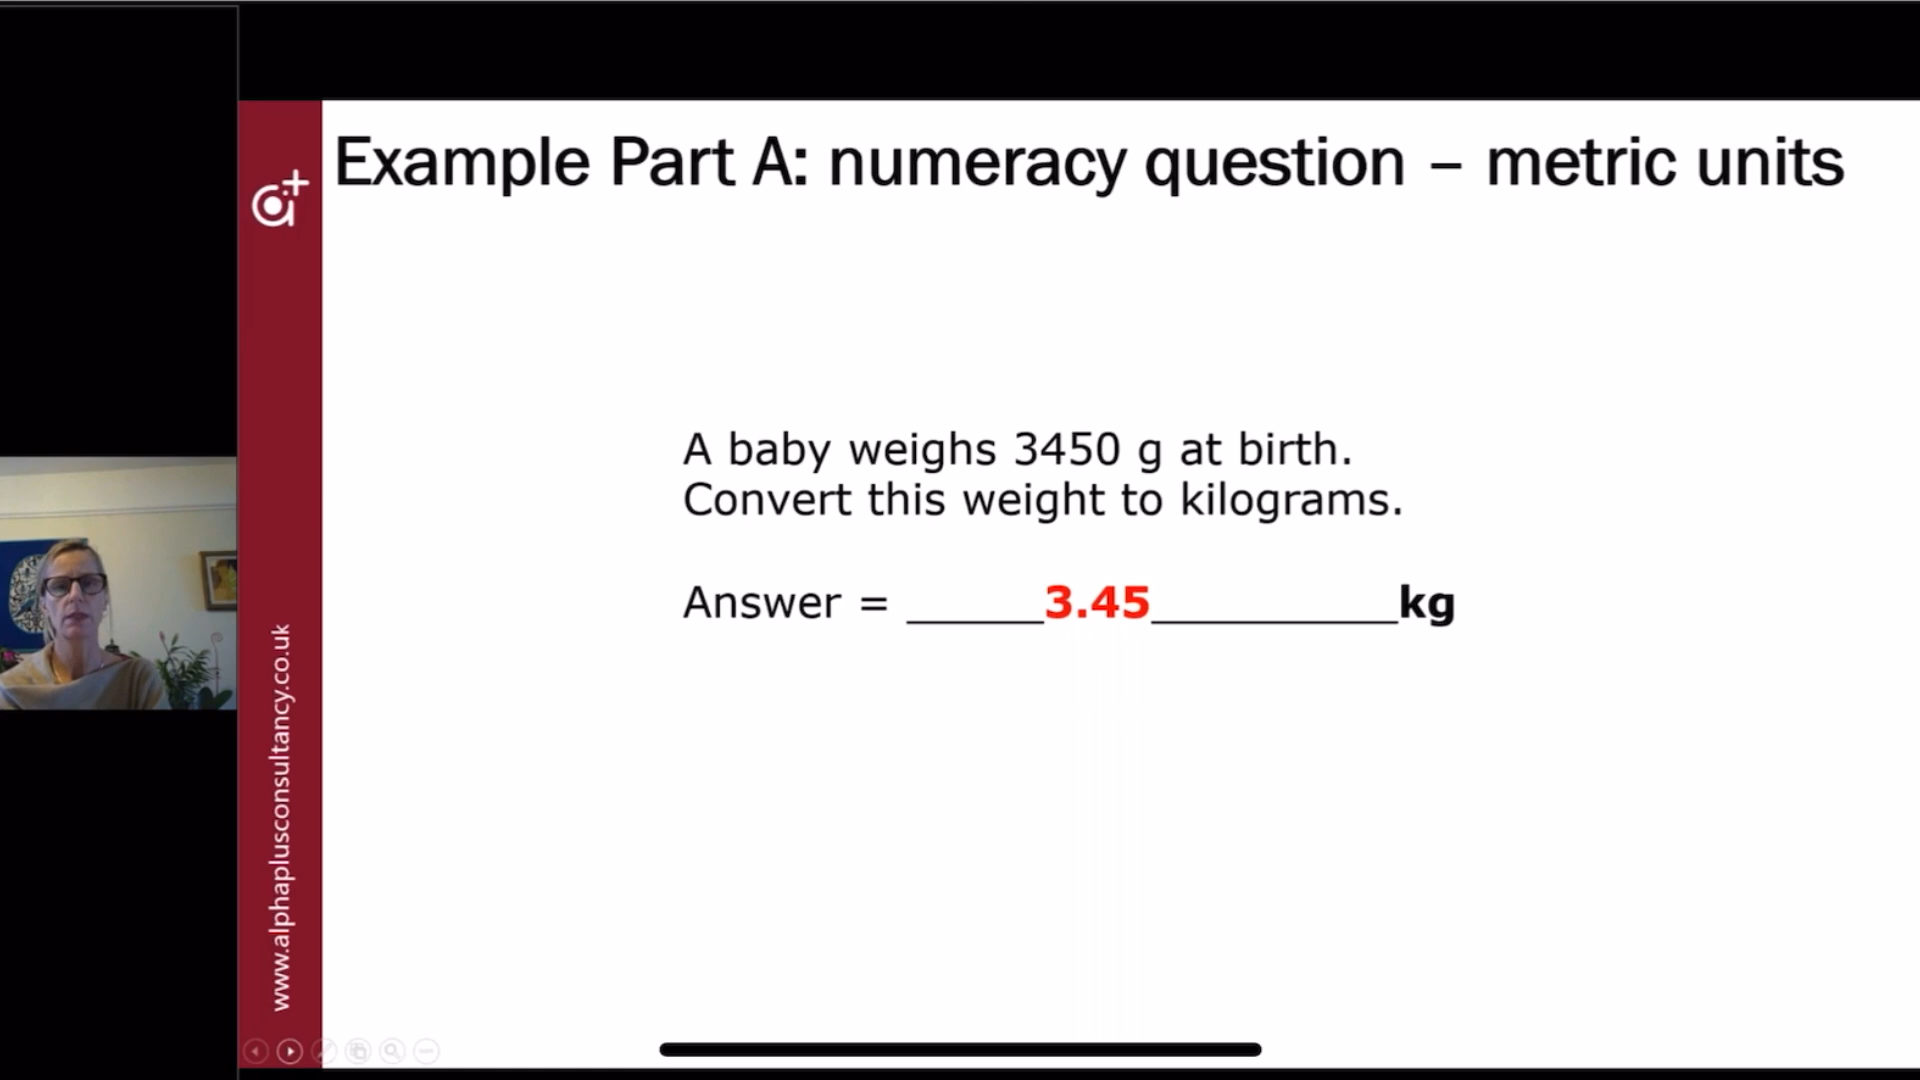 Example Part A: numeracy question – metric units
A baby weighs 3450 g at birth.
Convert this weight to kilograms.
Answer = ______3.45___________kg
www.alphaplusconsultancy.co.uk